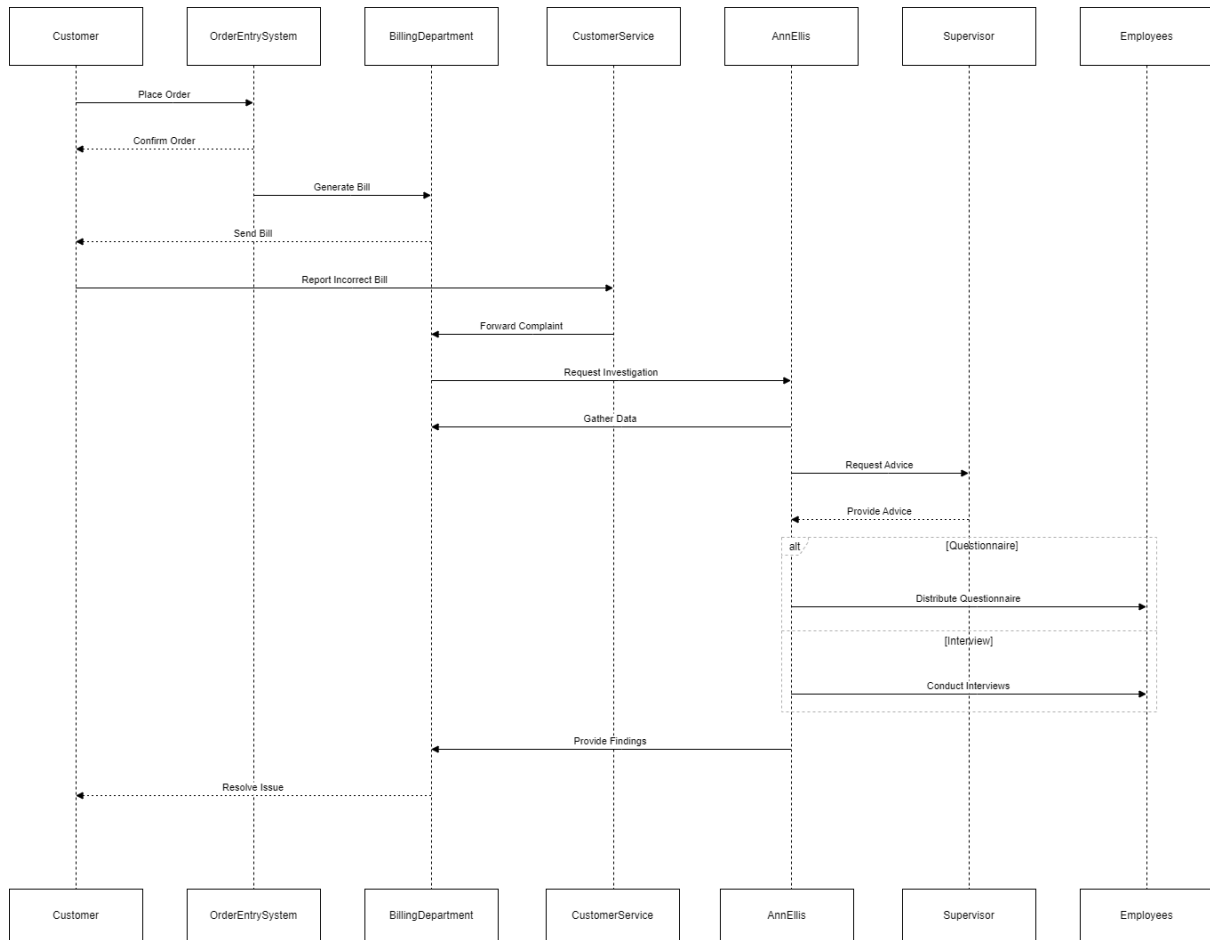 Customer
OrderEntrySystem
BillingDepartment
CustomerService
AnnEllis
Supervisor
Employees
Place Order
Confirm Order
Generate Bill
Send Bill
Report Incorrect Bill
Forward Complaint
Request Investigation
Gather Data
Request Advice
Provide Advice
alt
[Questionnaire]
Distribute Questionnaire
[Interview]
Conduct Interviews
Provide Findings
Resolve Issue
Customer
OrderEntrySystem
BillingDepartment
CustomerService
AnnEllis
Supervisor
Employees